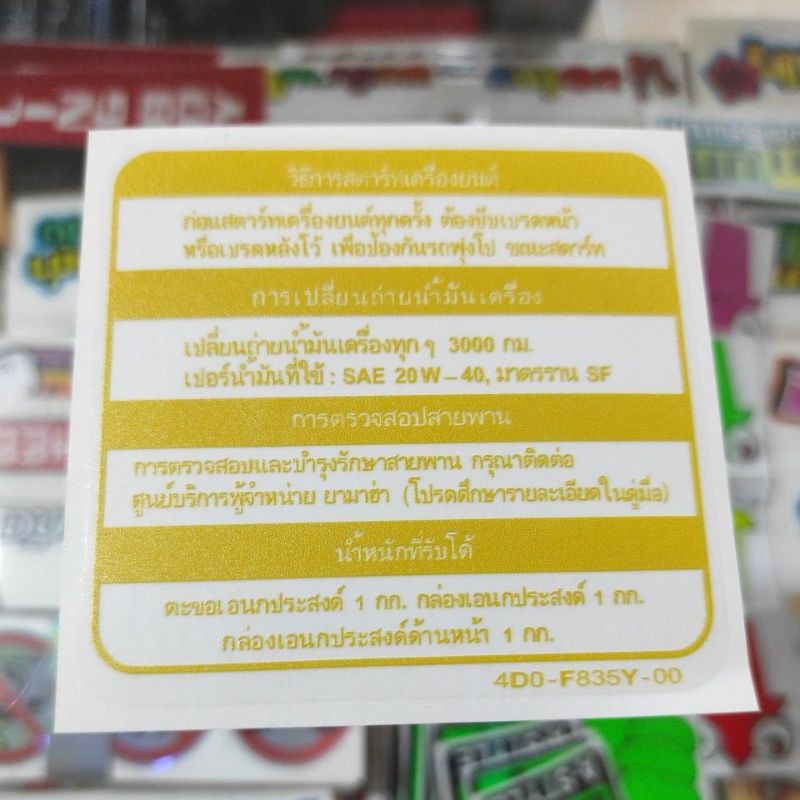 วิธีการสตาร์ทเครื่องยนต์
ก่อนสตาร์ทเครื่องยนต์ทุกครั้ง ต้องบีบเบรคหน้า
หรือเบรคหลังไว้ เพื่อป้องกันรถพุ่งไป ขณะสตาร์ท
การเปลี่ยนถ่ายน้ำมันเครื่อง
เปลี่ยนถ่ายน้ำมันเครื่องทุก ๆ 3000 กม.
เบอร์น้ำมันที่ใช้ : SAE 20W-40, มาตรฐาน SF
การตรวจสอบสายพาน
การตรวจสอบและบำรุงรักษาสายพาน กรุณาติดต่อ
ศูนย์บริการผู้จำหน่าย ยามาฮ่า (โปรดศึกษารายละเอียดในคู่มือ)
น้ำหนักที่รับได้
ตะขอเอนกประสงค์ 1 กก. กล่องเอนกประสงค์ 1 กก.
กล่องเอนกประสงค์ด้านหน้า 1 กก.
4D0-F835Y-00